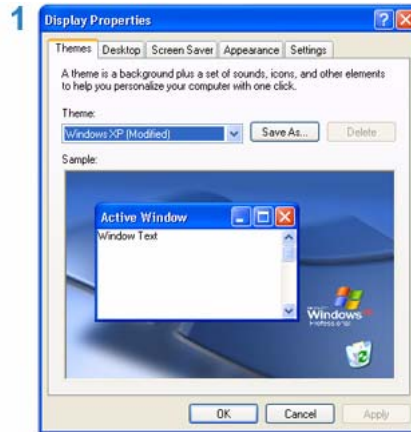 1
Display Properties
Themes Desktop Screen Saver Appearance Settings
A theme is a background plus a set of sounds, icons, and other elements
to help you personalize your computer with one click.
Theme:
Windows XP (Modified) Save As... Delete
Sample:
Active Window
Window Text
Windows
Professional
OK Cancel Apply